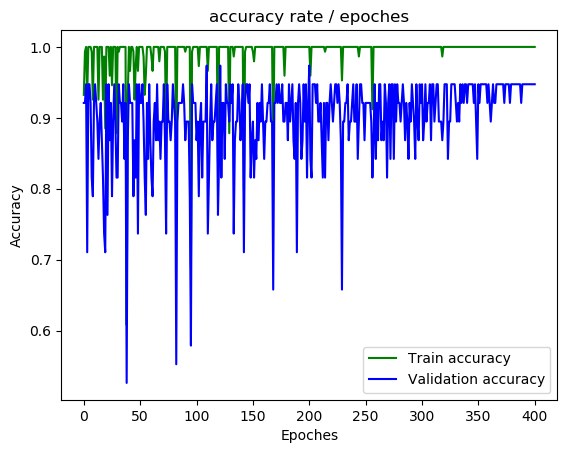 accuracy rate / epoches
1.0
0.9
0.8
0.7
0.6
Accuracy
0 50 100 150 200 250 300 350 400
Epoches
Train accuracy
Validation accuracy